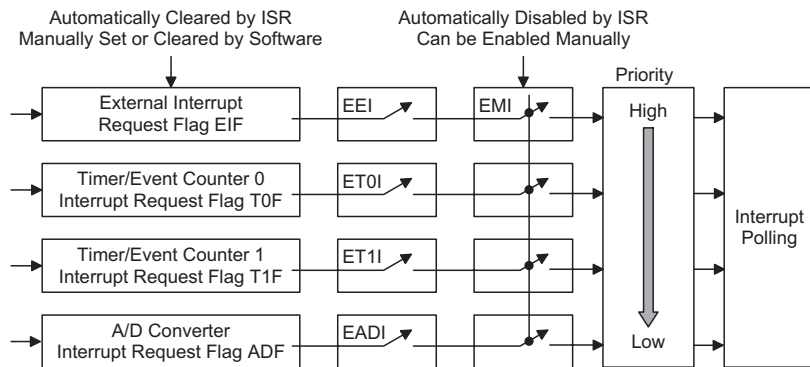 Automatically Cleared by ISR
Manually Set or Cleared by Software
Automatically Disabled by ISR
Can be Enabled Manually
Priority
External Interrupt
Request Flag EIF
EEI
EMI
High
Timer/Event Counter 0
Interrupt Request Flag T0F
ET0I
Interrupt
Polling
Timer/Event Counter 1
Interrupt Request Flag T1F
ET1I
A/D Converter
Interrupt Request Flag ADF
EADI
Low